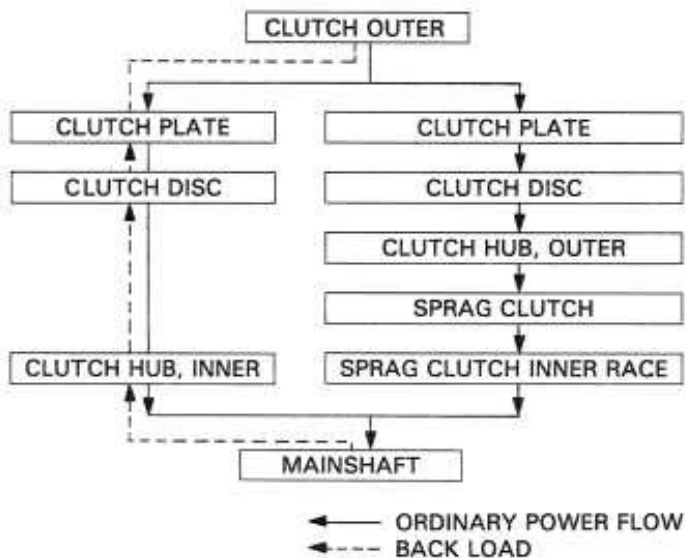 CLUTCH OUTER
CLUTCH PLATE
CLUTCH PLATE
CLUTCH DISC
CLUTCH DISC
CLUTCH HUB, OUTER
SPRAG CLUTCH
CLUTCH HUB, INNER
SPRAG CLUTCH INNER RACE
MAINSHAFT
ORDINARY POWER FLOW
BACK LOAD